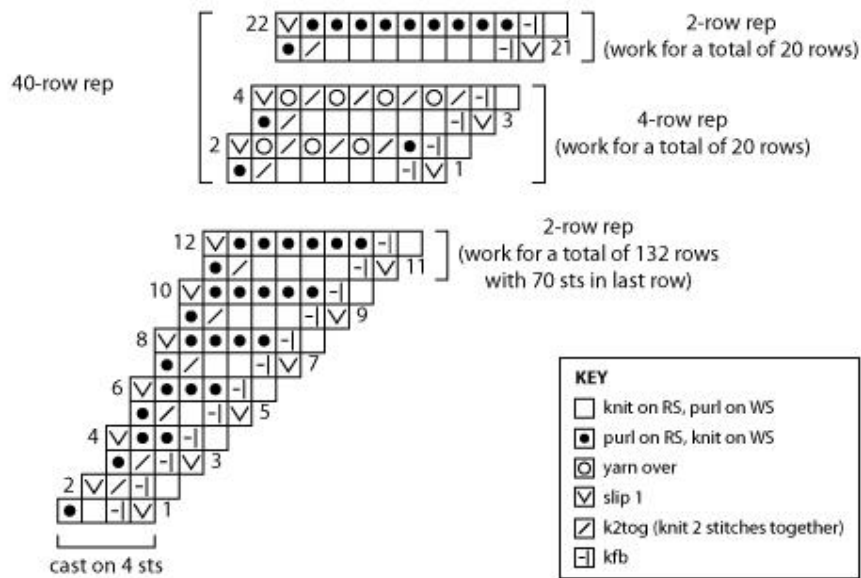 22
2-row rep
21
(work for a total of 20 rows)
40-row rep
4
3
4-row rep
2
(work for a total of 20 rows)
1
12
2-row rep
(work for a total of 132 rows
11
with 70 sts in last row)
10
9
8
7
6
5
4
3
2
1
cast on 4 sts
KEY
knit on RS, purl on WS
purl on RS, knit on WS
yarn over
slip 1
k2tog (knit 2 stitches together)
kfb